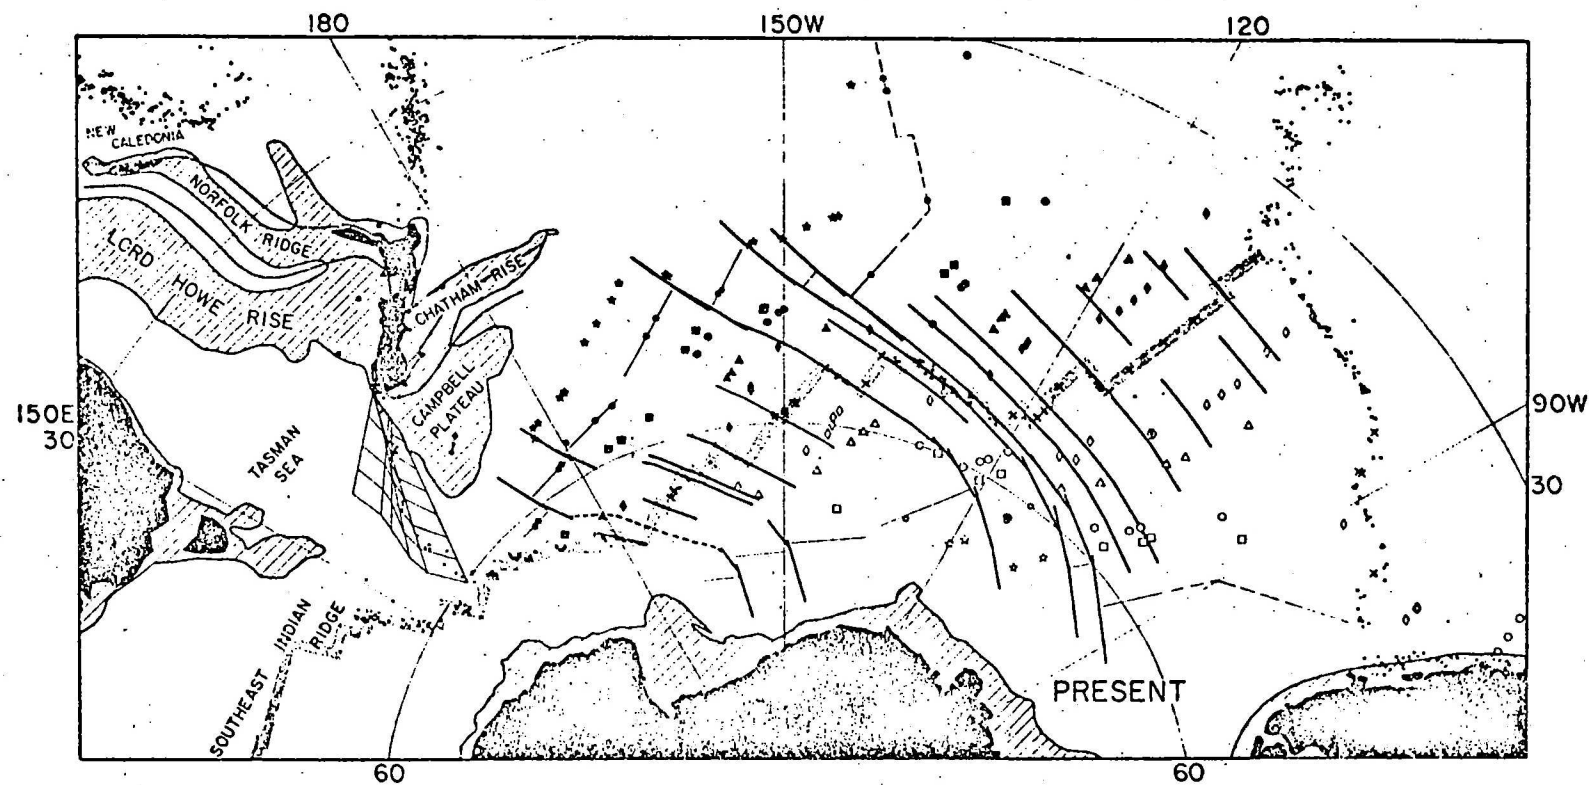 180 150W 120
NEW
CALEDONIA
NORFOLK RIDGE
LORD HOWE RISE
CHATHAM RISE
CAMPBELL
PLATEAU
150E
30
TASMAN
SEA
90W
30
INDIAN
RIDGE
SOUTHEAST
PRESENT
60 60